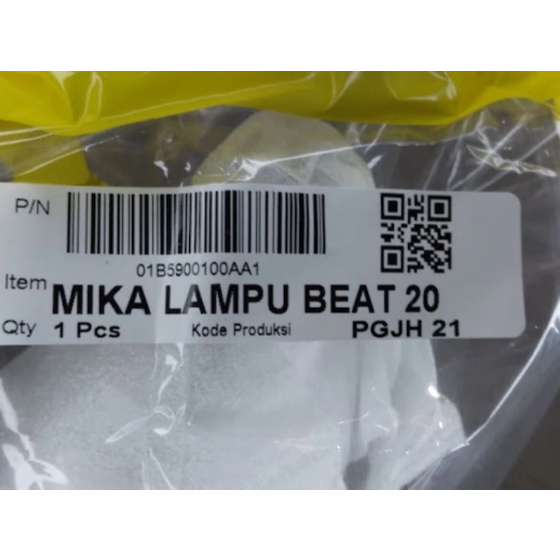 P/N
01B5900100AA1
Item MIKA LAMPU BEAT 20
Qty 1 Pcs Kode Produksi PGJH 21